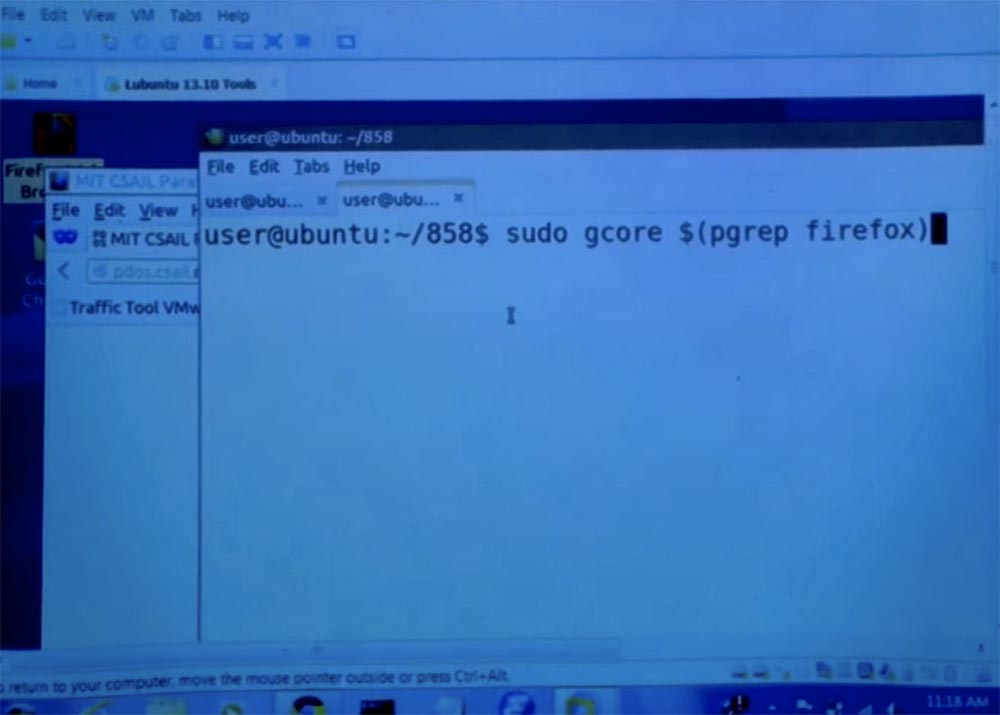 File Edit View VM Tabs Help
Home Lubuntu 13.10 Tools
user@ubuntu: ~/858
File Edit Tabs Help
user@ubu... user@ubu...
user@ubuntu:~/858$ sudo gcore $(pgrep firefox)
MIT CSAIL Para
File Edit View
MIT CSAIL
pdos.csail.
Traffic Tool VMw
return to your computer, move the mouse pointer outside or press Ctrl+Alt.
11:18 AM